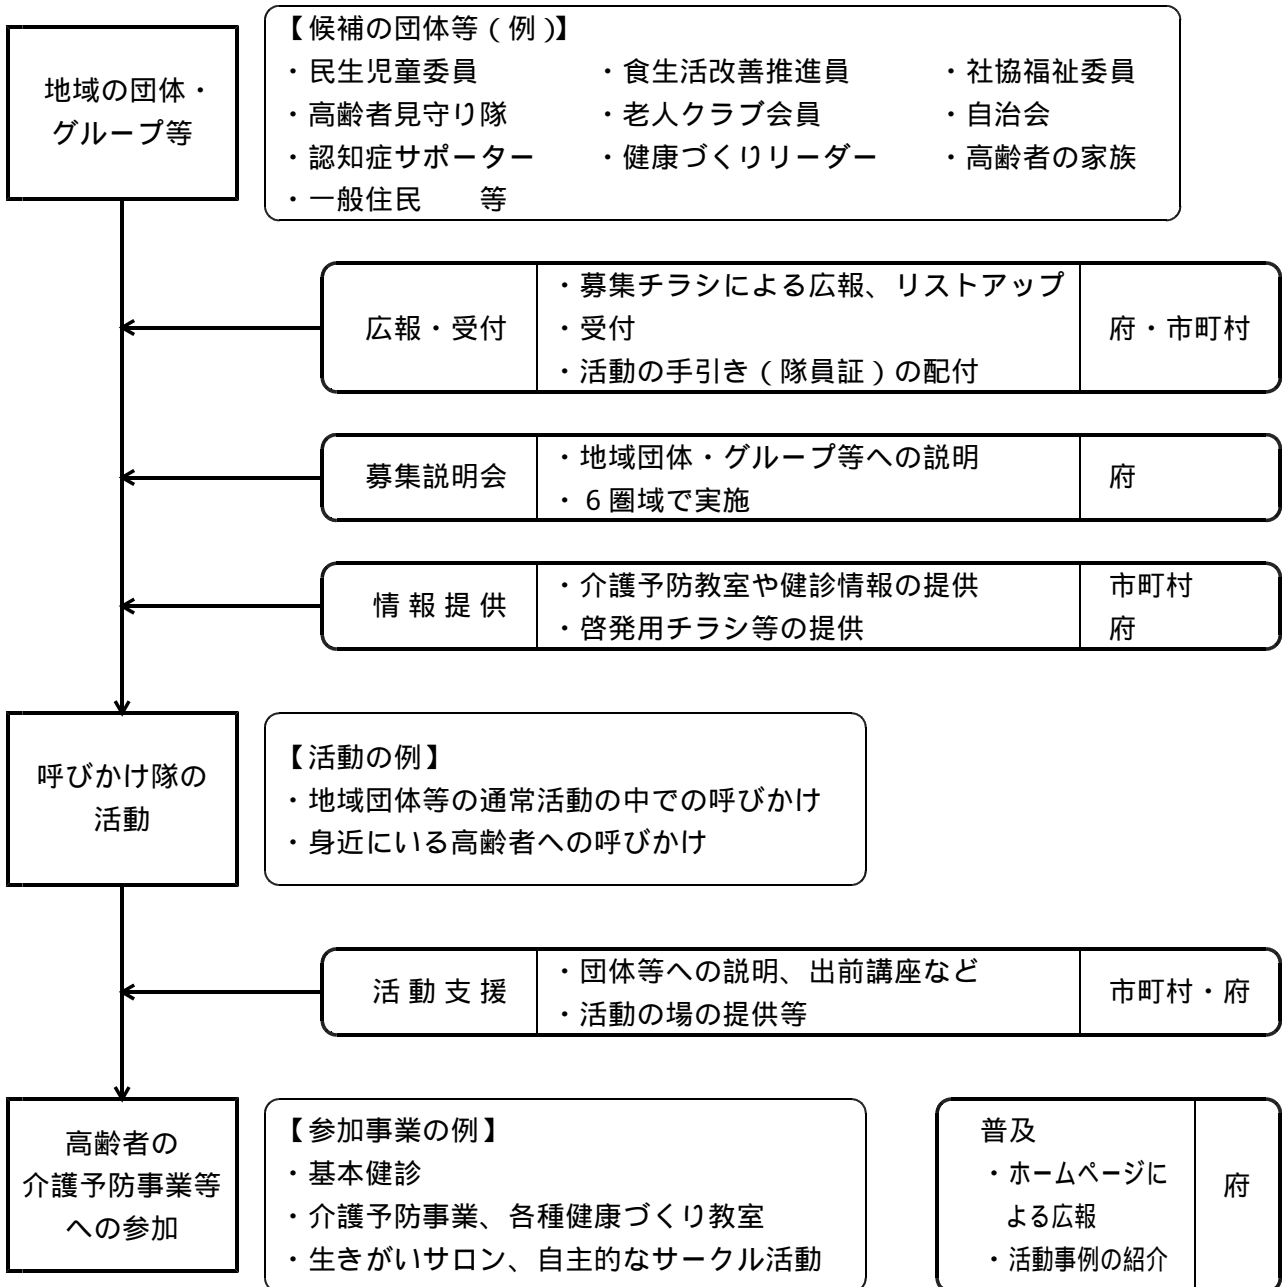 地域の団体・
グループ等
【候補の団体等（例）】
・民生児童委員　・食生活改善推進員　・社協福祉委員
・高齢者見守り隊　・老人クラブ会員　・自治会
・認知症サポーター　・健康づくりリーダー　・高齢者の家族
・一般住民　　等
広報・受付
・募集チラシによる広報、リストアップ
・受付
・活動の手引き（隊員証）の配付
府・市町村
募集説明会
・地域団体・グループ等への説明
・６圏域で実施
府
情報提供
・介護予防教室や健診情報の提供
・啓発用チラシ等の提供
市町村
府
呼びかけ隊の
活動
【活動の例】
・地域団体等の通常活動の中での呼びかけ
・身近にいる高齢者への呼びかけ
活動支援
・団体等への説明、出前講座など
・活動の場の提供等
市町村・府
高齢者の
介護予防事業等
への参加
【参加事業の例】
・基本健診
・介護予防事業、各種健康づくり教室
・生きがいサロン、自主的なサークル活動
普及
・ホームページに
よる広報
・活動事例の紹介
府